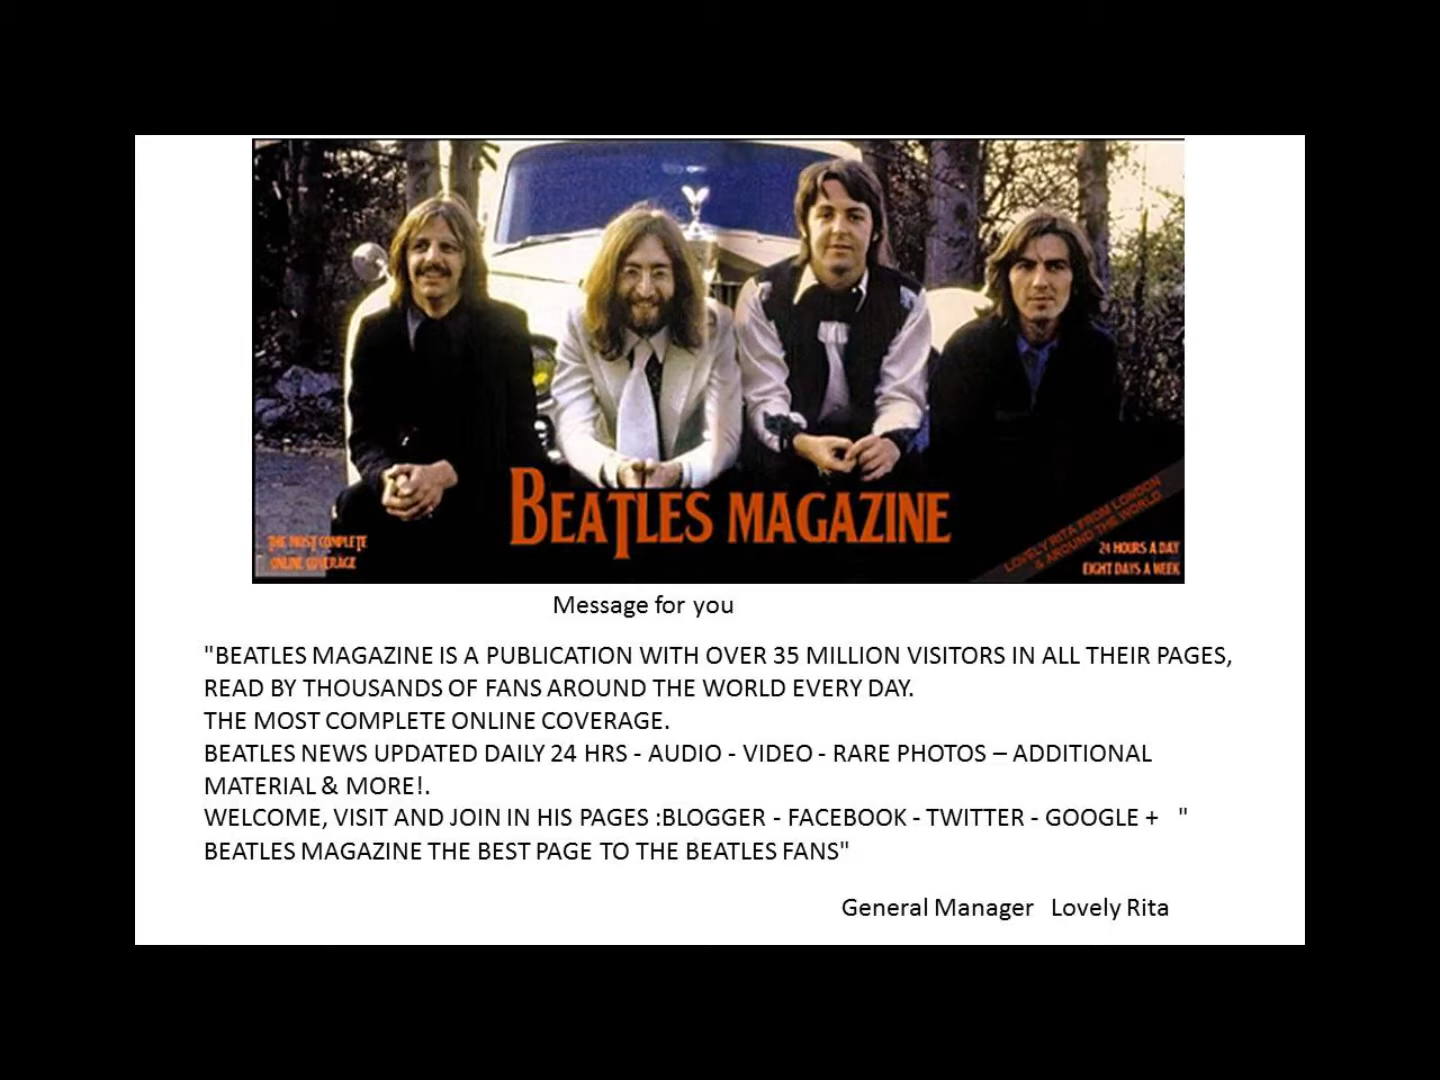 BEATLES MAGAZINE
THE MOST COMPLETE
ONLINE COVERAGE
LOVELY RITA FROM LONDON
& AROUND THE WORLD
24 HOURS A DAY
EIGHT DAYS A WEEK
Message for you
"BEATLES MAGAZINE IS A PUBLICATION WITH OVER 35 MILLION VISITORS IN ALL THEIR PAGES,
READ BY THOUSANDS OF FANS AROUND THE WORLD EVERY DAY.
THE MOST COMPLETE ONLINE COVERAGE.
BEATLES NEWS UPDATED DAILY 24 HRS - AUDIO - VIDEO - RARE PHOTOS – ADDITIONAL
MATERIAL & MORE!.
WELCOME, VISIT AND JOIN IN HIS PAGES :BLOGGER - FACEBOOK - TWITTER - GOOGLE + "
BEATLES MAGAZINE THE BEST PAGE TO THE BEATLES FANS"
General Manager Lovely Rita